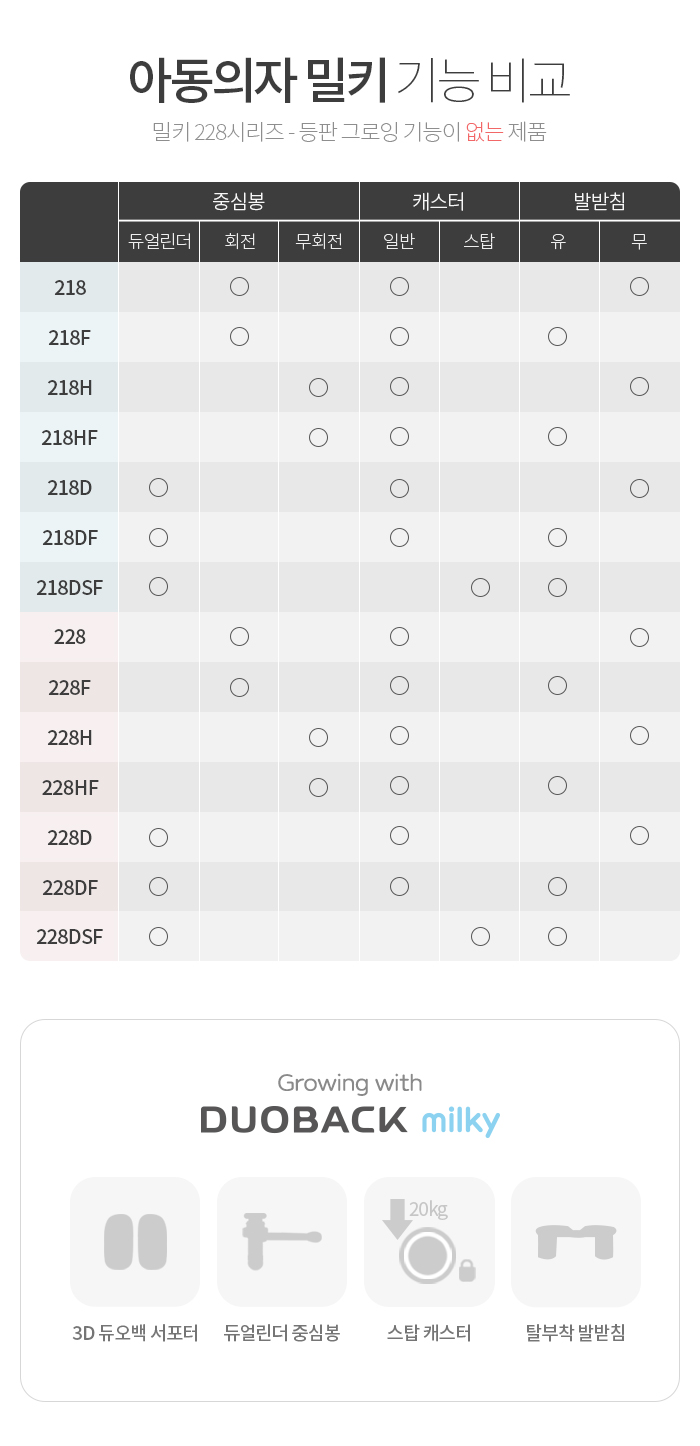 아동의자 밀키 기능 비교
밀키 228시리즈 - 등판 그로잉 기능이 없는 제품
중심봉 캐스터 발받침
듀얼린더 회전 무회전 일반 스탑 유 무
218 ○ ○ ○
218F ○ ○ ○
218H ○ ○ ○
218HF ○ ○ ○
218D ○ ○ ○
218DF ○ ○ ○
218DSF ○ ○ ○
228 ○ ○ ○
228F ○ ○ ○
228H ○ ○ ○
228HF ○ ○ ○
228D ○ ○ ○
228DF ○ ○ ○
228DSF ○ ○ ○
Growing with
DUOBACK milky
20kg
3D 듀오백 서포터 듀얼린더 중심봉 스탑 캐스터 탈부착 발받침